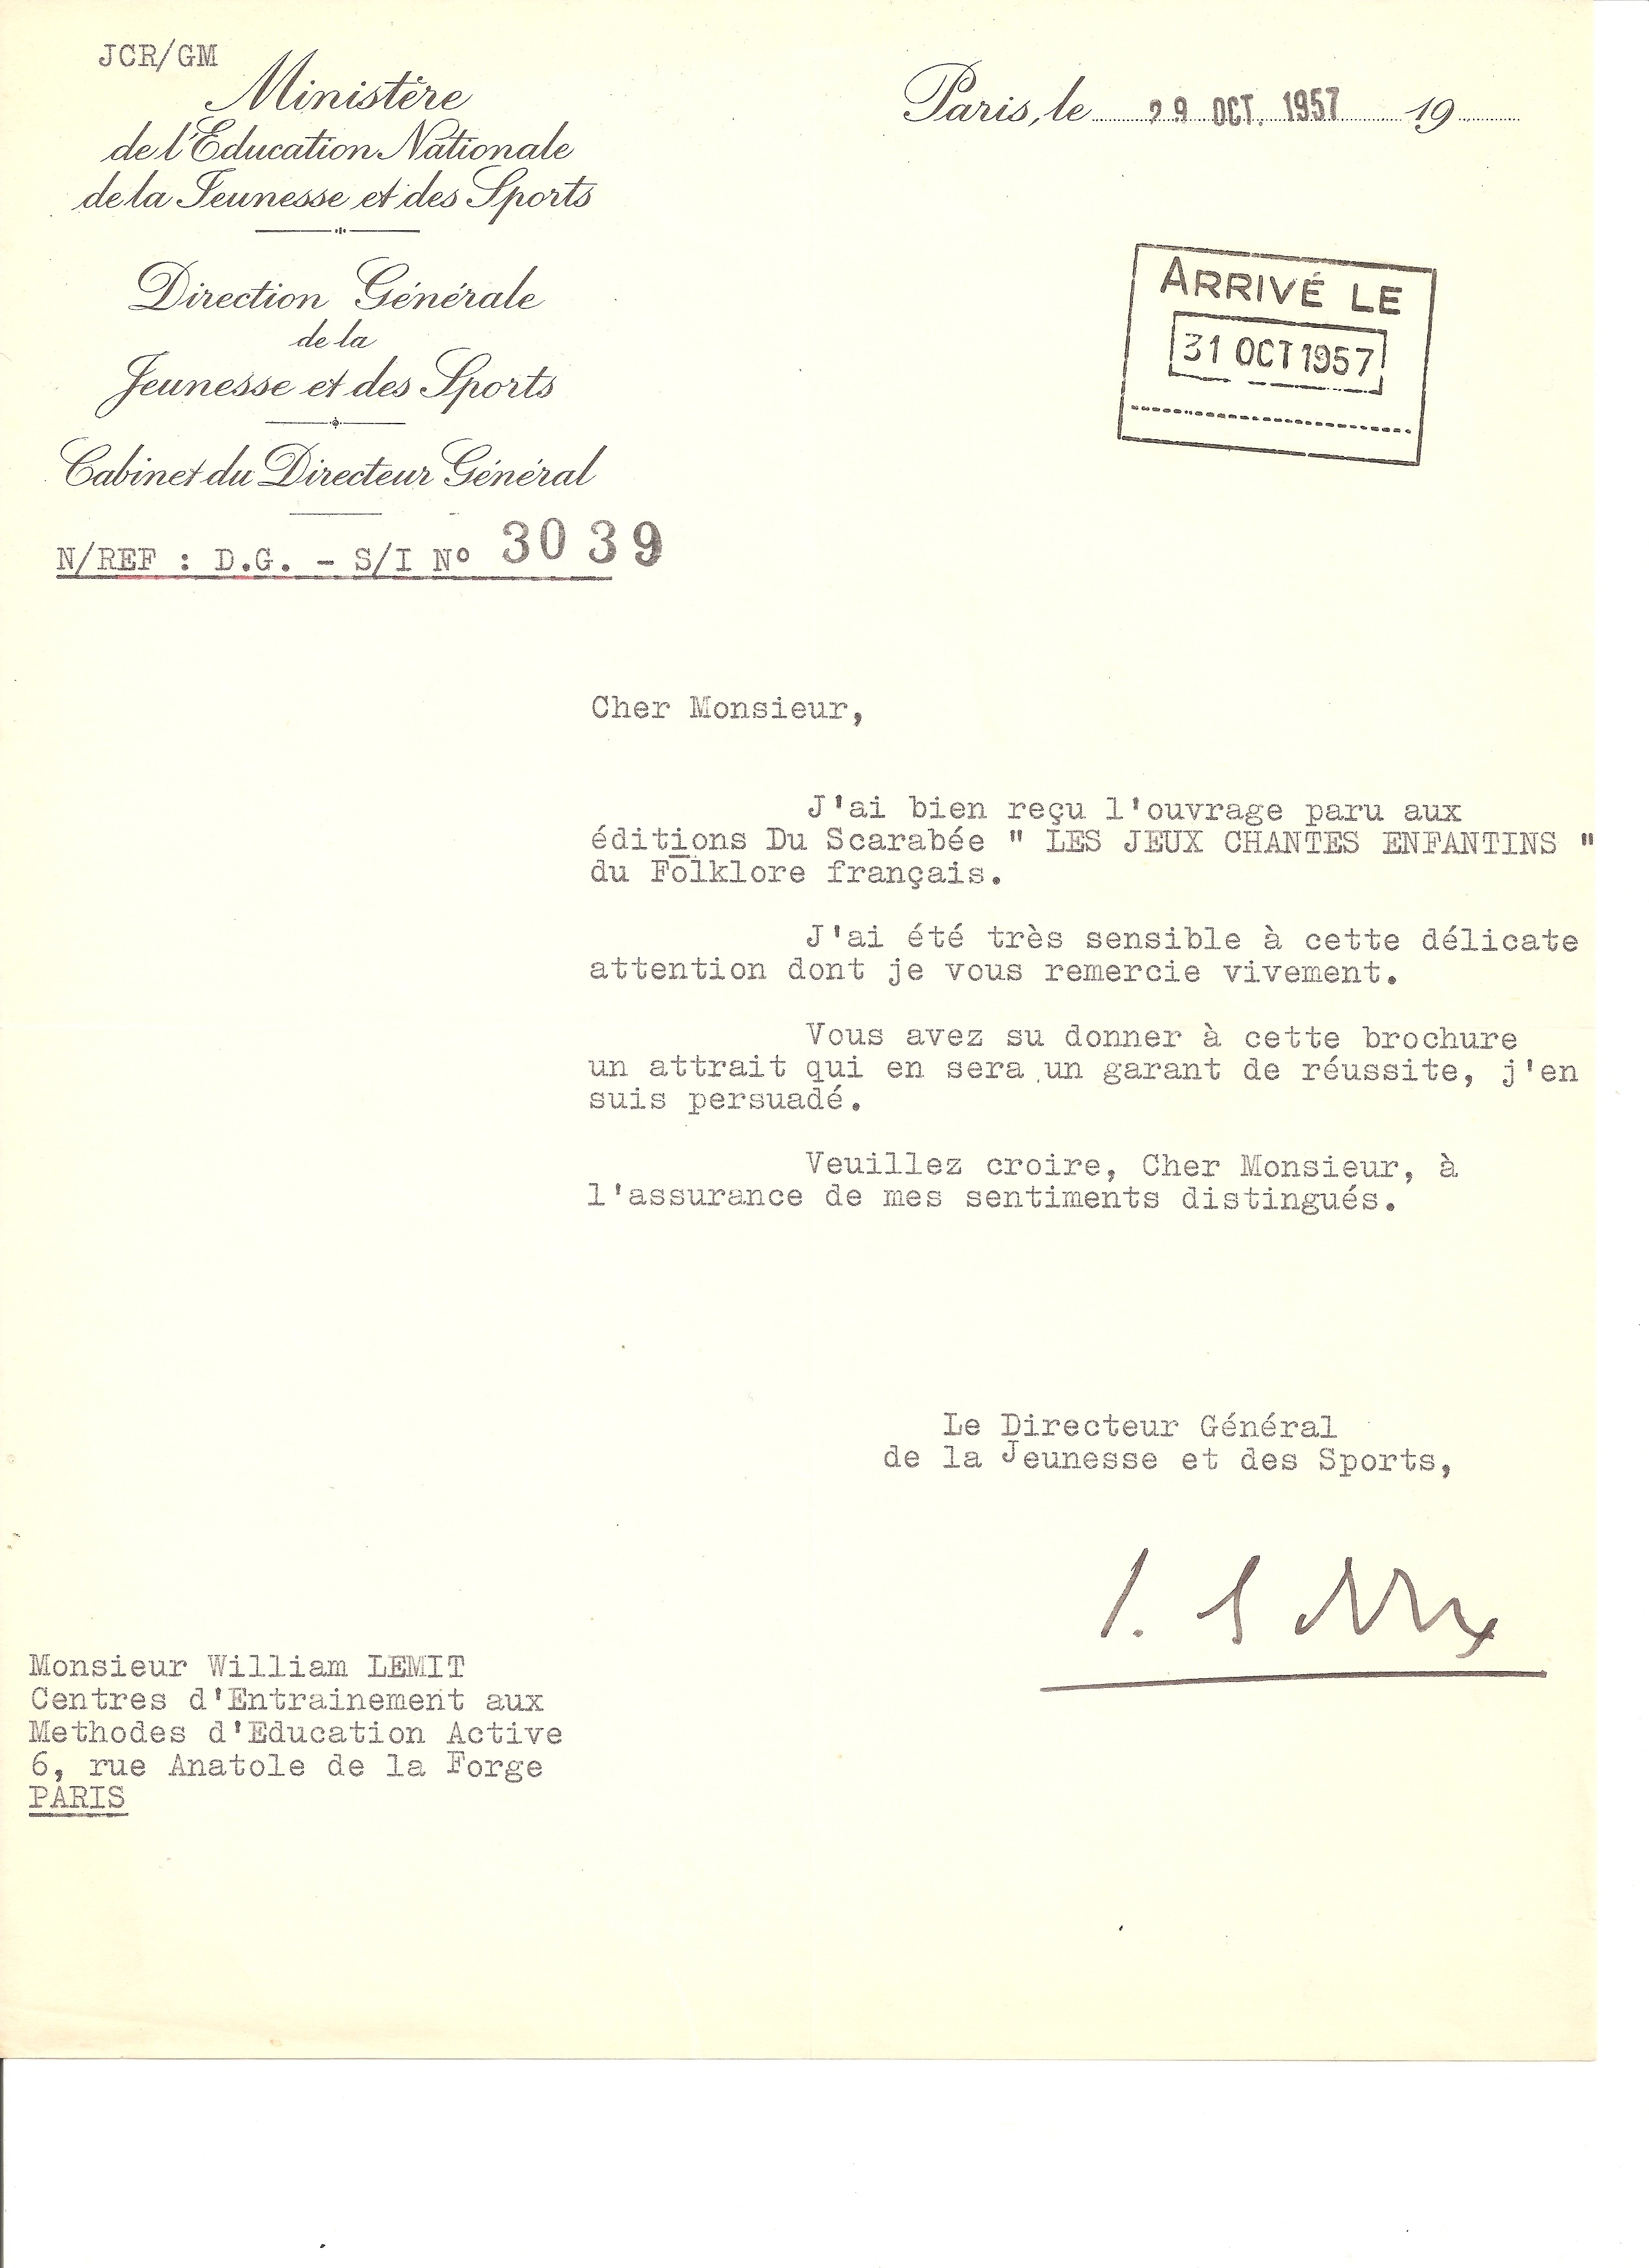 JCR/GM
Ministère
de l'Education Nationale
de la Jeunesse et des Sports
Direction Générale
de la
Jeunesse et des Sports
Cabinet du Directeur Général
N/REF : D.G. - S/I N° 3039
Paris, le 29 OCT. 1957 19
ARRIVÉ LE
31 OCT 1957
Cher Monsieur,
J'ai bien reçu l'ouvrage paru aux
éditions Du Scarabée " LES JEUX CHANTES ENFANTINS "
du Folklore français.
J'ai été très sensible à cette délicate
attention dont je vous remercie vivement.
Vous avez su donner à cette brochure
un attrait qui en sera un garant de réussite, j'en
suis persuadé.
Veuillez croire, Cher Monsieur, à
l'assurance de mes sentiments distingués.
Le Directeur Général
de la Jeunesse et des Sports,
Monsieur William LEMIT
Centres d'Entrainement aux
Methodes d'Education Active
6, rue Anatole de la Forge
PARIS